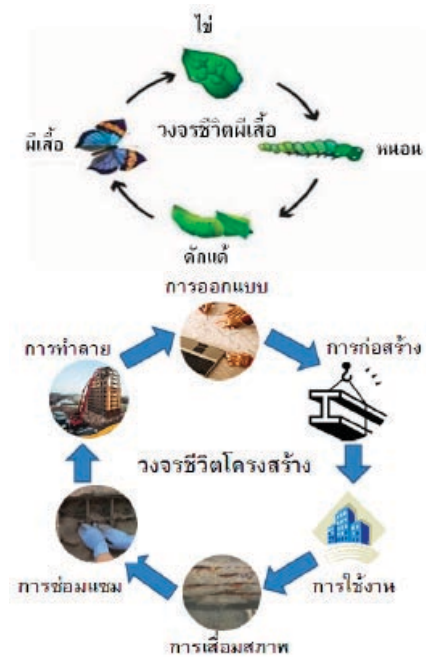 ไข่
ผีเสื้อ
วงจรชีวิตผีเสื้อ
หนอน
ดักแด้
การออกแบบ
การทำลาย
การก่อสร้าง
วงจรชีวิตโครงสร้าง
การซ่อมแซม
การใช้งาน
การเสื่อมสภาพ